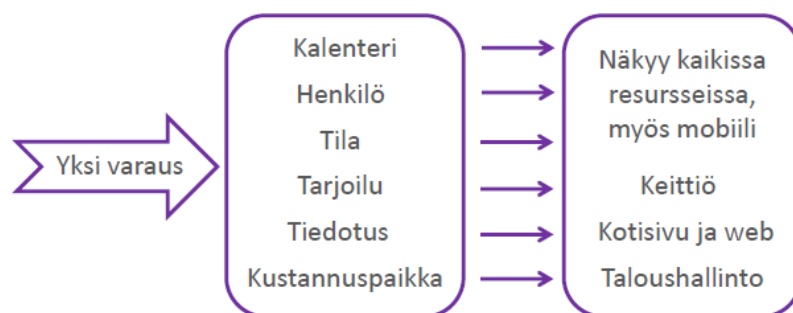 Yksi varaus
Kalenteri
Henkilö
Tila
Tarjoilu
Tiedotus
Kustannuspaikka
Näkyy kaikissa
resursseissa,
myös mobiili
Keittiö
Kotisivu ja web
Taloushallinto